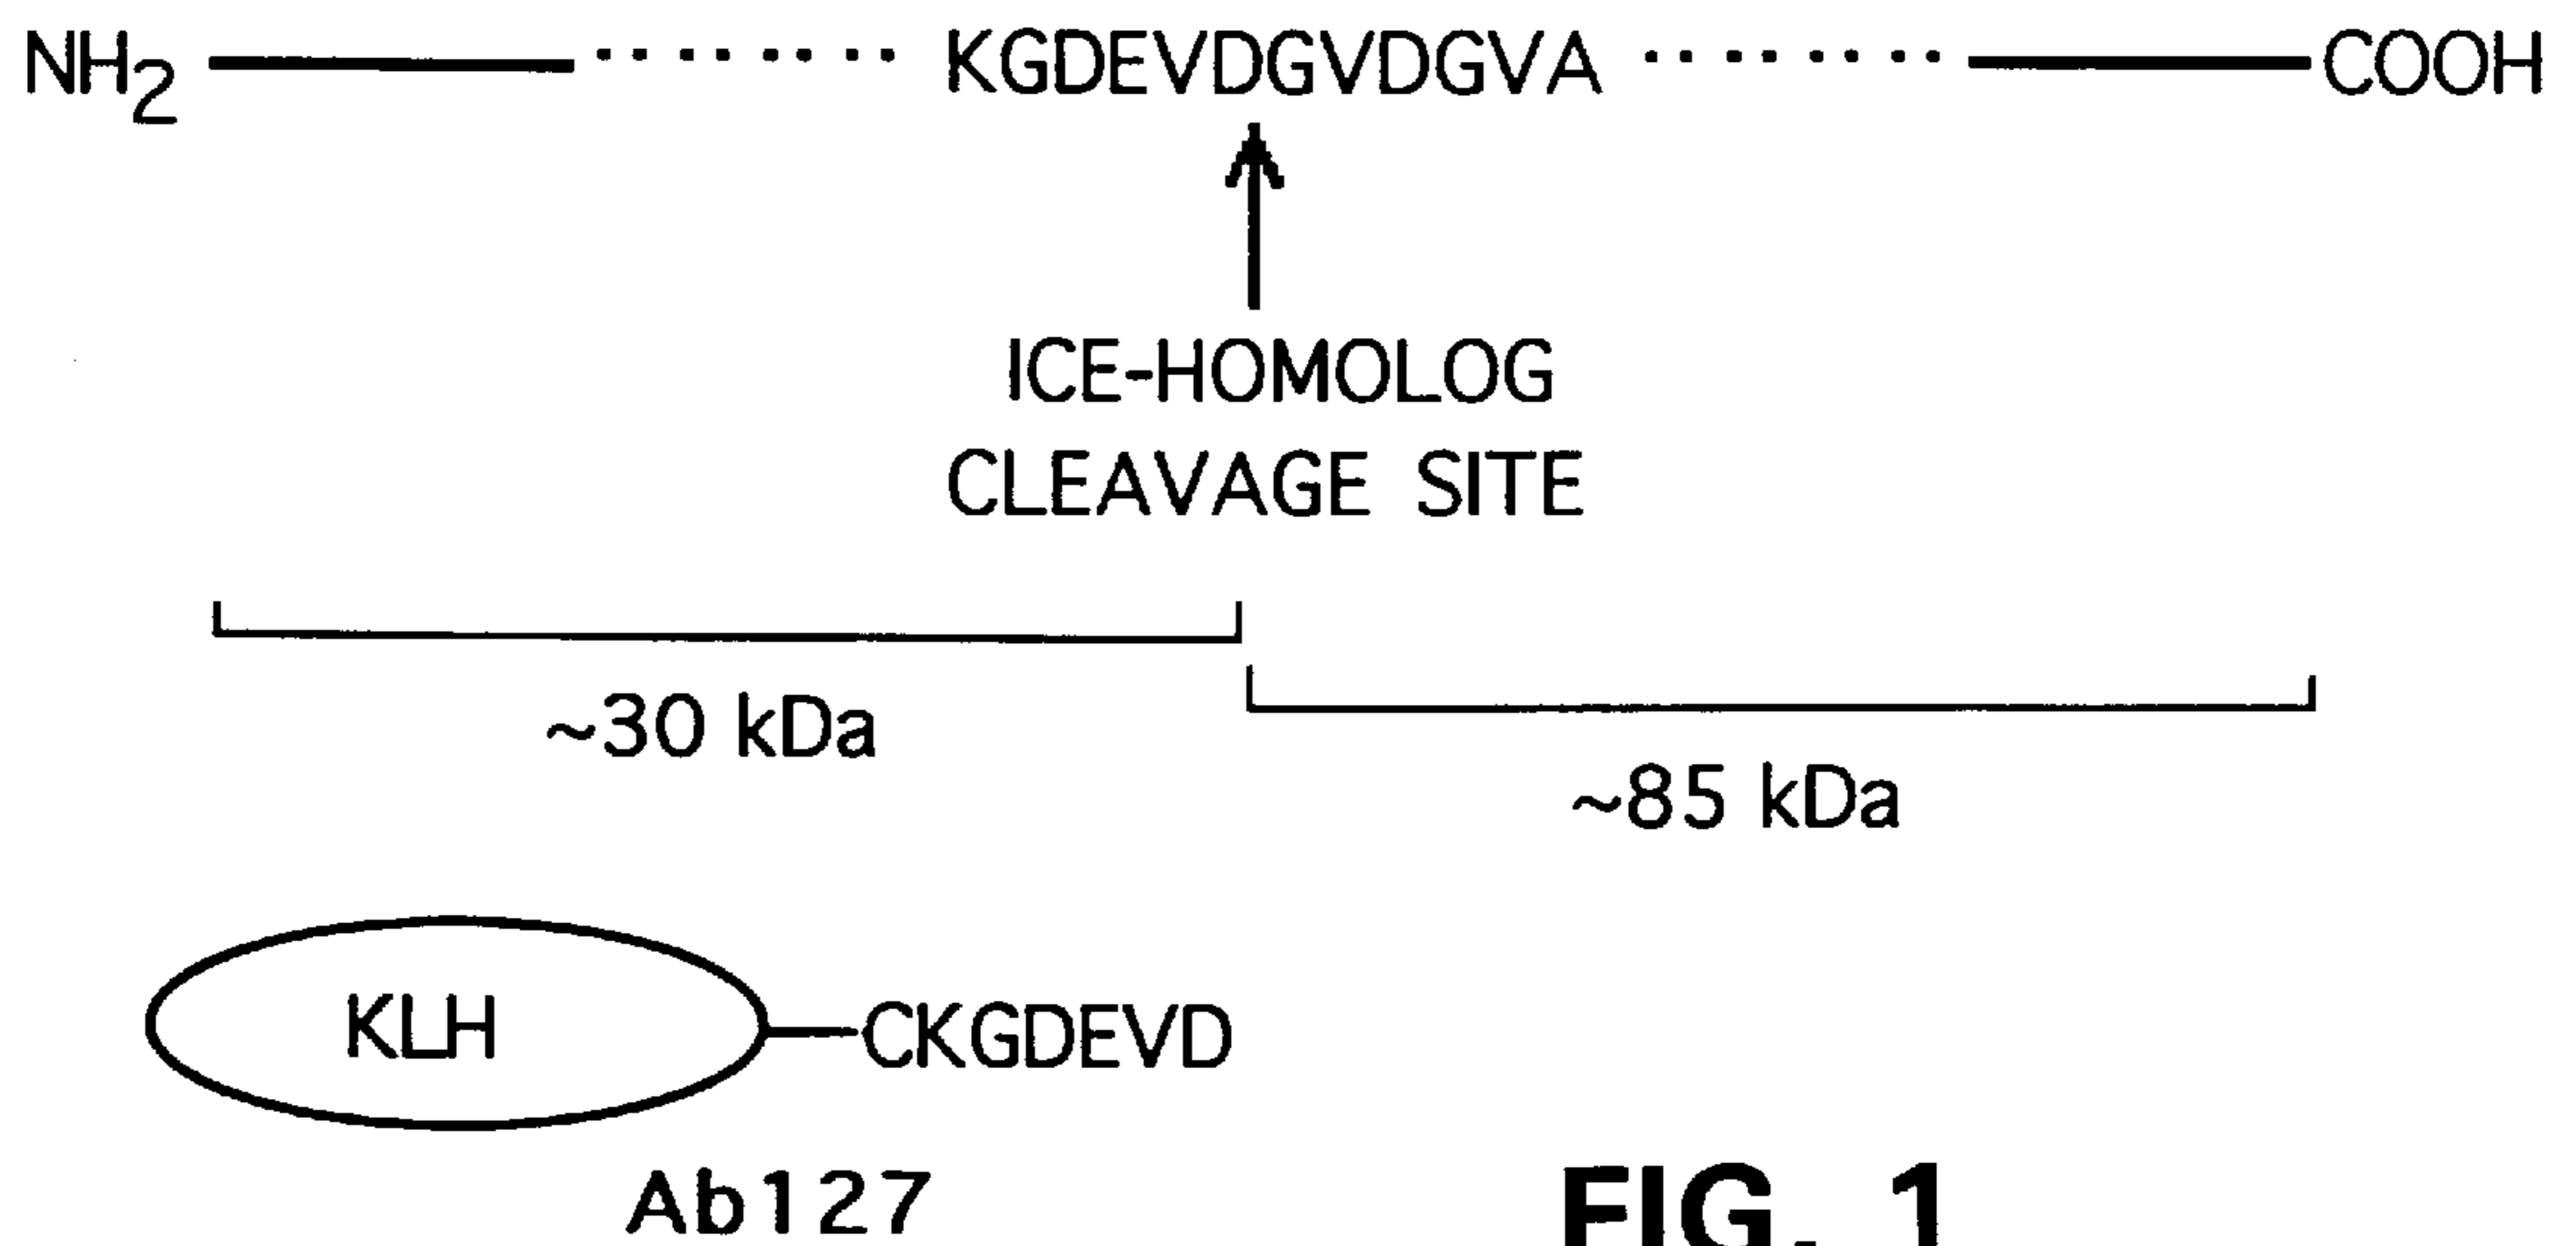 NH2 ······· KGDEVDGVDGVA ······· COOH
ICE-HOMOLOG
CLEAVAGE SITE
~30 kDa
~85 kDa
KLH
CKGDEVD
Ab127
FIG. 1